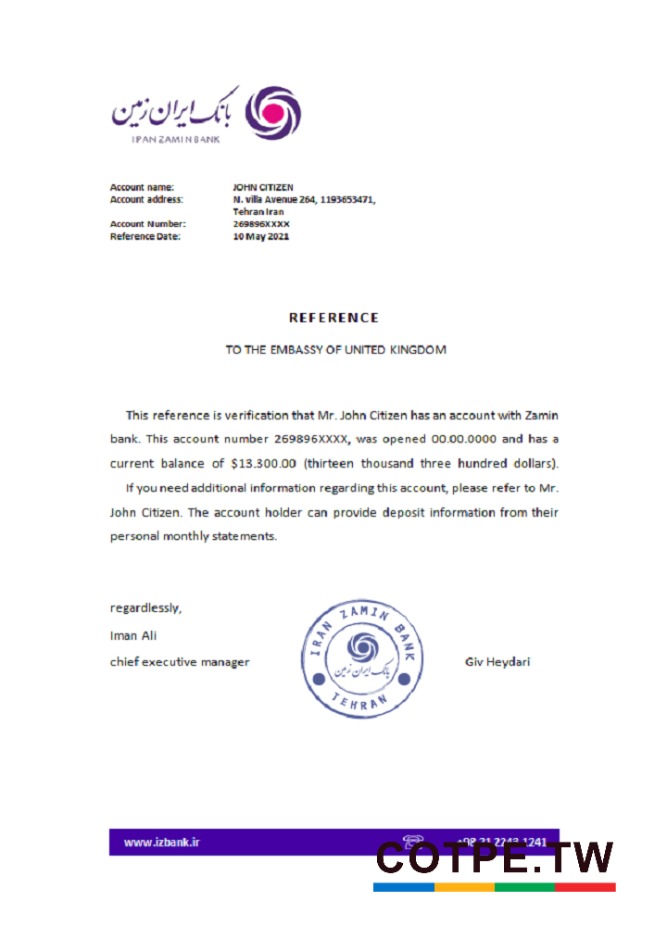 بانک ایران زمین
IRAN ZAMIN BANK
Account name: JOHN CITIZEN
Account address: N. villa Avenue 264, 1193653471,
Tehran Iran
Account Number: 269896XXXX
Reference Date: 10 May 2021
REFERENCE
TO THE EMBASSY OF UNITED KINGDOM
This reference is verification that Mr. John Citizen has an account with Zamin
bank. This account number 269896XXXX, was opened 00.00.0000 and has a
current balance of $13.300.00 (thirteen thousand three hundred dollars).
If you need additional information regarding this account, please refer to Mr.
John Citizen. The account holder can provide deposit information from their
personal monthly statements.
regardlessly,
Iman Ali
chief executive manager
IRAN ZAMIN BANK
بانک ایران زمین
TEHRAN
Giv Heydari
www.izbank.ir
+98 21 2248 1241
COTPE.TW